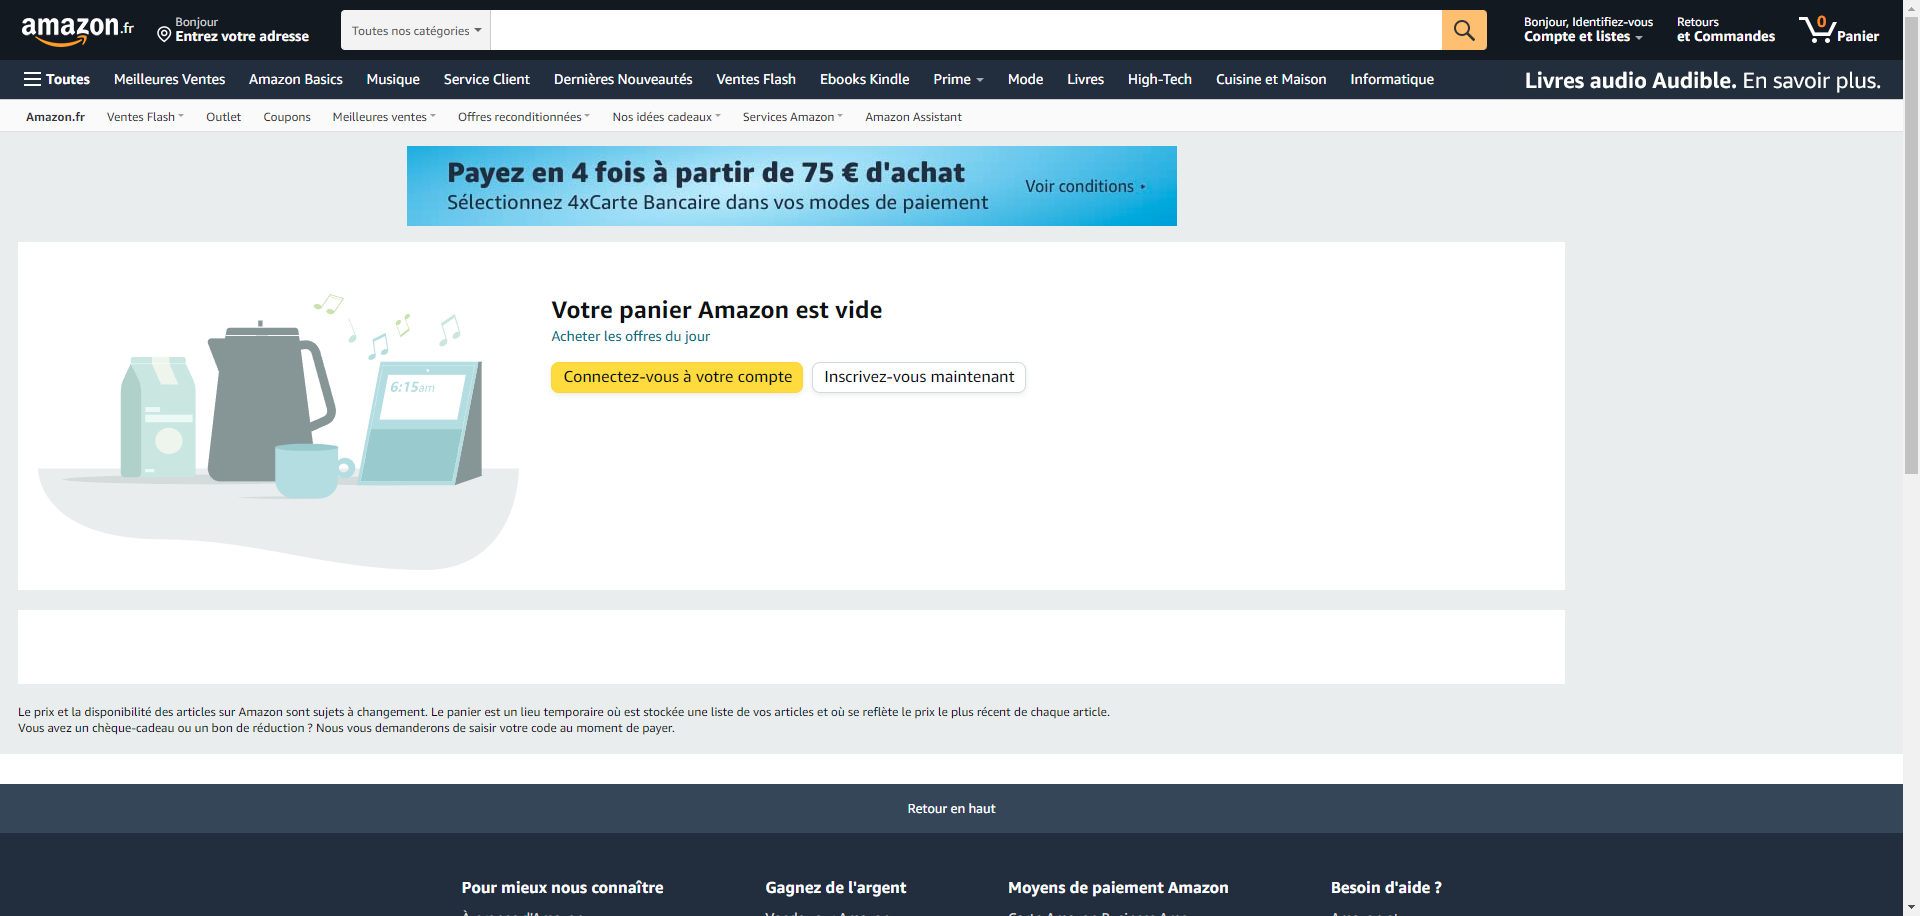 amazon.fr
Bonjour
Entrez votre adresse
Toutes nos catégories
Bonjour, Identifiez-vous
Compte et listes
Retours
et Commandes
0
Panier
Toutes
Meilleures Ventes
Amazon Basics
Musique
Service Client
Dernières Nouveautés
Ventes Flash
Ebooks Kindle
Prime
Mode
Livres
High-Tech
Cuisine et Maison
Informatique
Livres audio Audible. En savoir plus.
Amazon.fr
Ventes Flash
Outlet
Coupons
Meilleures ventes
Offres reconditionnées
Nos idées cadeaux
Services Amazon
Amazon Assistant
Payez en 4 fois à partir de 75 € d'achat
Sélectionnez 4xCarte Bancaire dans vos modes de paiement
Voir conditions
6:15am
Votre panier Amazon est vide
Acheter les offres du jour
Connectez-vous à votre compte
Inscrivez-vous maintenant
Le prix et la disponibilité des articles sur Amazon sont sujets à changement. Le panier est un lieu temporaire où est stockée une liste de vos articles et où se reflète le prix le plus récent de chaque article.
Vous avez un chèque-cadeau ou un bon de réduction ? Nous vous demanderons de saisir votre code au moment de payer.
Retour en haut
Pour mieux nous connaître
Gagnez de l'argent
Moyens de paiement Amazon
Besoin d'aide ?